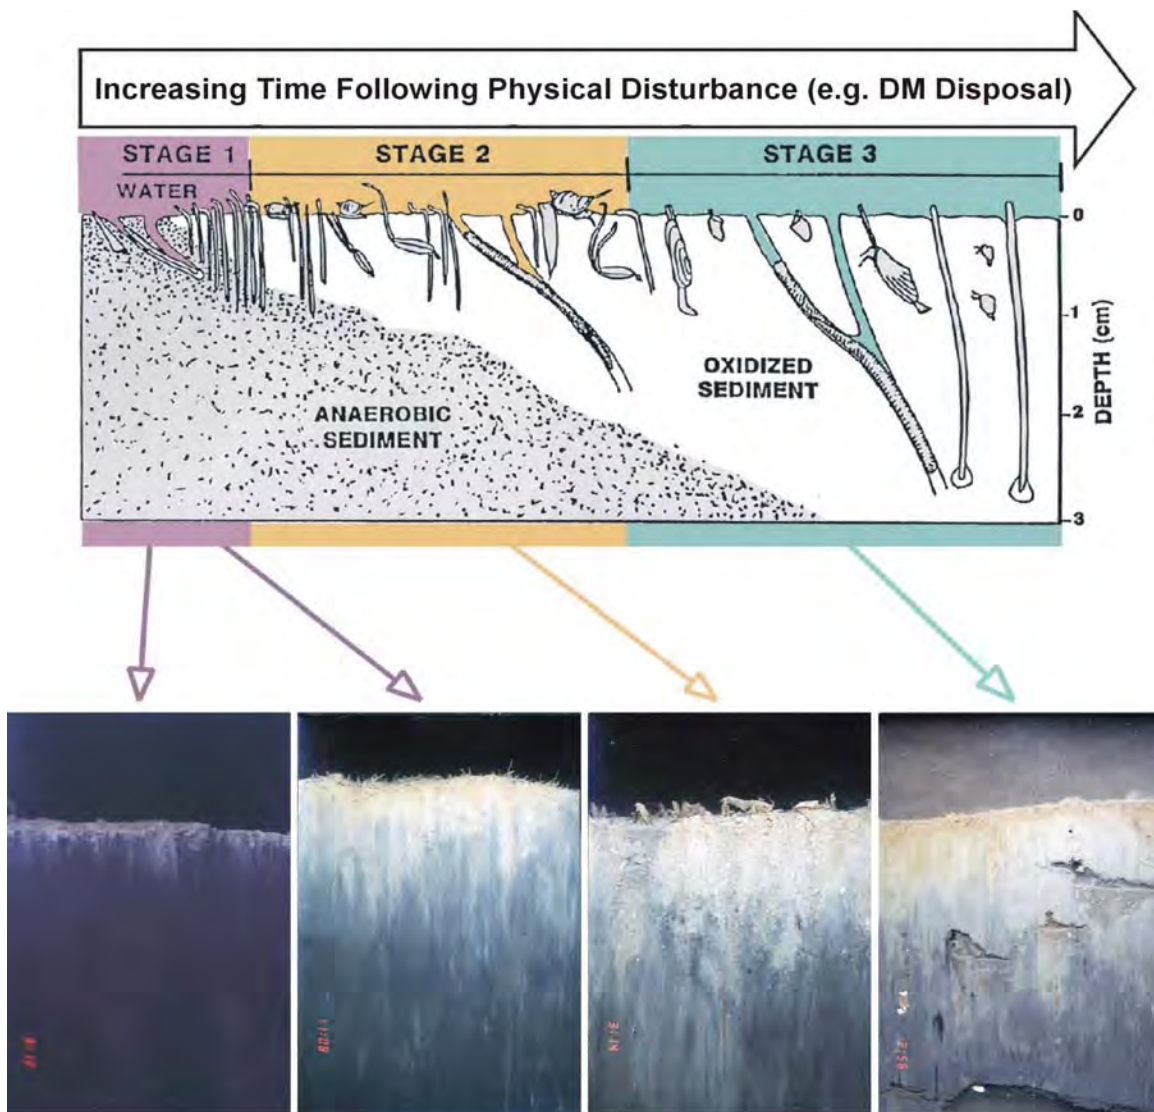 Increasing Time Following Physical Disturbance (e.g. DM Disposal)
STAGE 1 STAGE 2 STAGE 3
WATER
0
1
2
3
DEPTH (cm)
OXIDIZED
SEDIMENT
ANAEROBIC
SEDIMENT